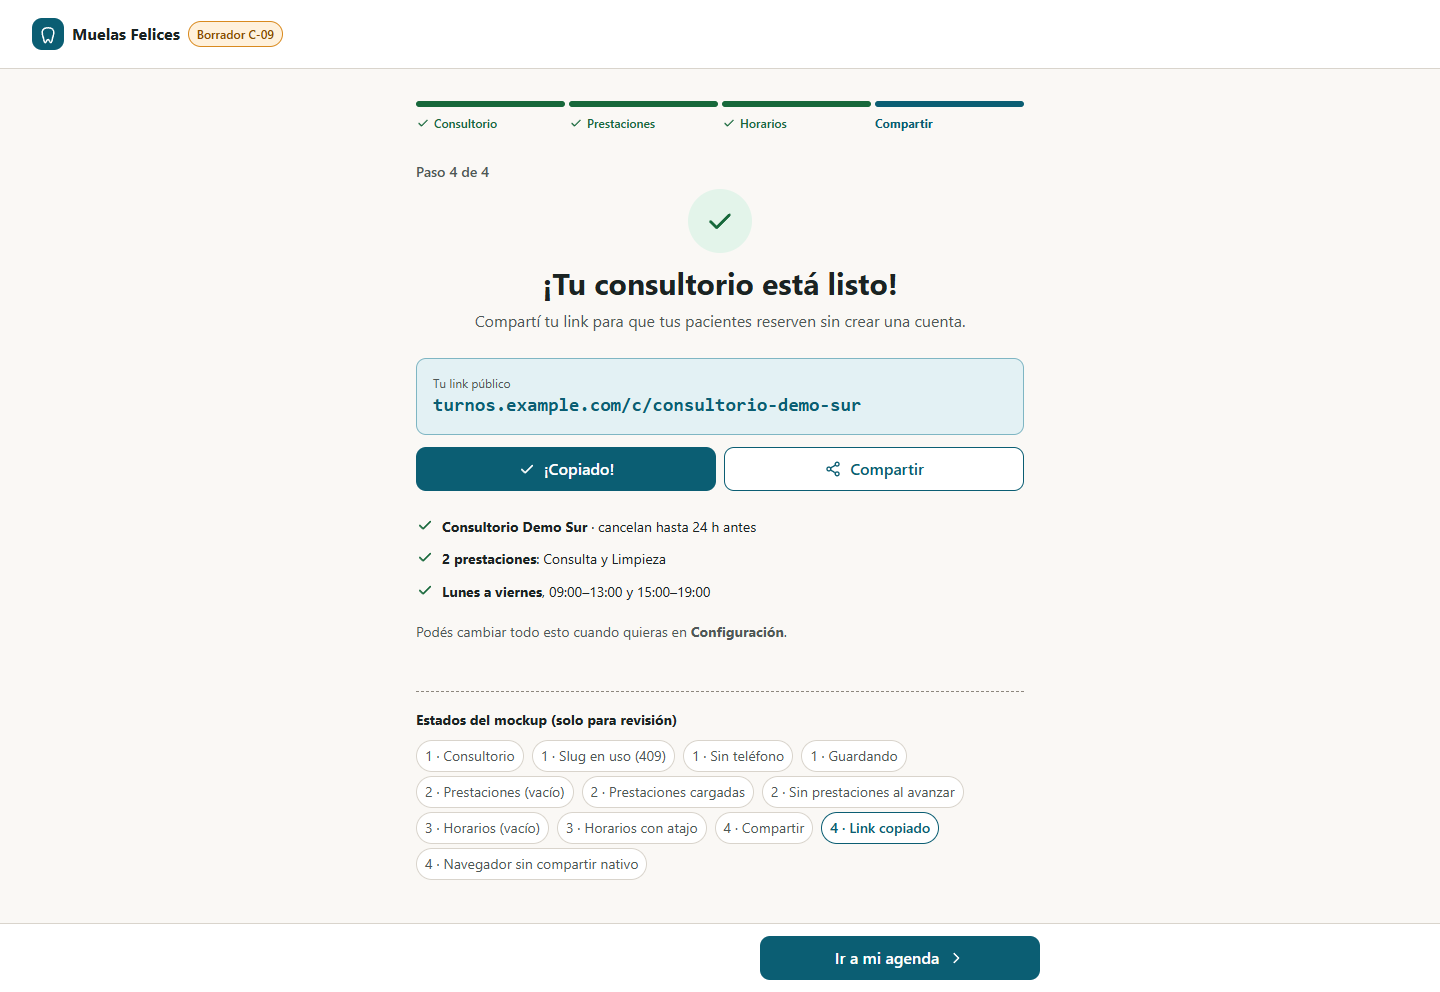 Muelas Felices Borrador C-09
Consultorio Prestaciones Horarios Compartir
Paso 4 de 4
¡Tu consultorio está listo!
Compartí tu link para que tus pacientes reserven sin crear una cuenta.
Tu link público
turnos.example.com/c/consultorio-demo-sur
¡Copiado! Compartir
Consultorio Demo Sur · cancelan hasta 24 h antes
2 prestaciones: Consulta y Limpieza
Lunes a viernes, 09:00–13:00 y 15:00–19:00
Podés cambiar todo esto cuando quieras en Configuración.
Estados del mockup (solo para revisión)
1 · Consultorio 1 · Slug en uso (409) 1 · Sin teléfono 1 · Guardando
2 · Prestaciones (vacío) 2 · Prestaciones cargadas 2 · Sin prestaciones al avanzar
3 · Horarios (vacío) 3 · Horarios con atajo 4 · Compartir 4 · Link copiado
4 · Navegador sin compartir nativo
Ir a mi agenda